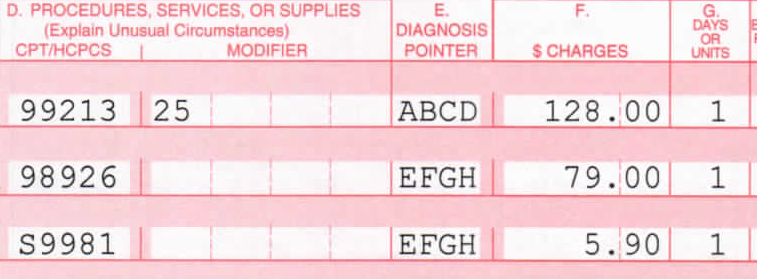 D. PROCEDURES, SERVICES, OR SUPPLIES E. F. G.
(Explain Unusual Circumstances) DIAGNOSIS DAYS OR UNITS
CPT/HCPCS | MODIFIER POINTER $ CHARGES
99213 25 ABCD 128.00 1
98926 EFGH 79.00 1
S9981 EFGH 5.90 1